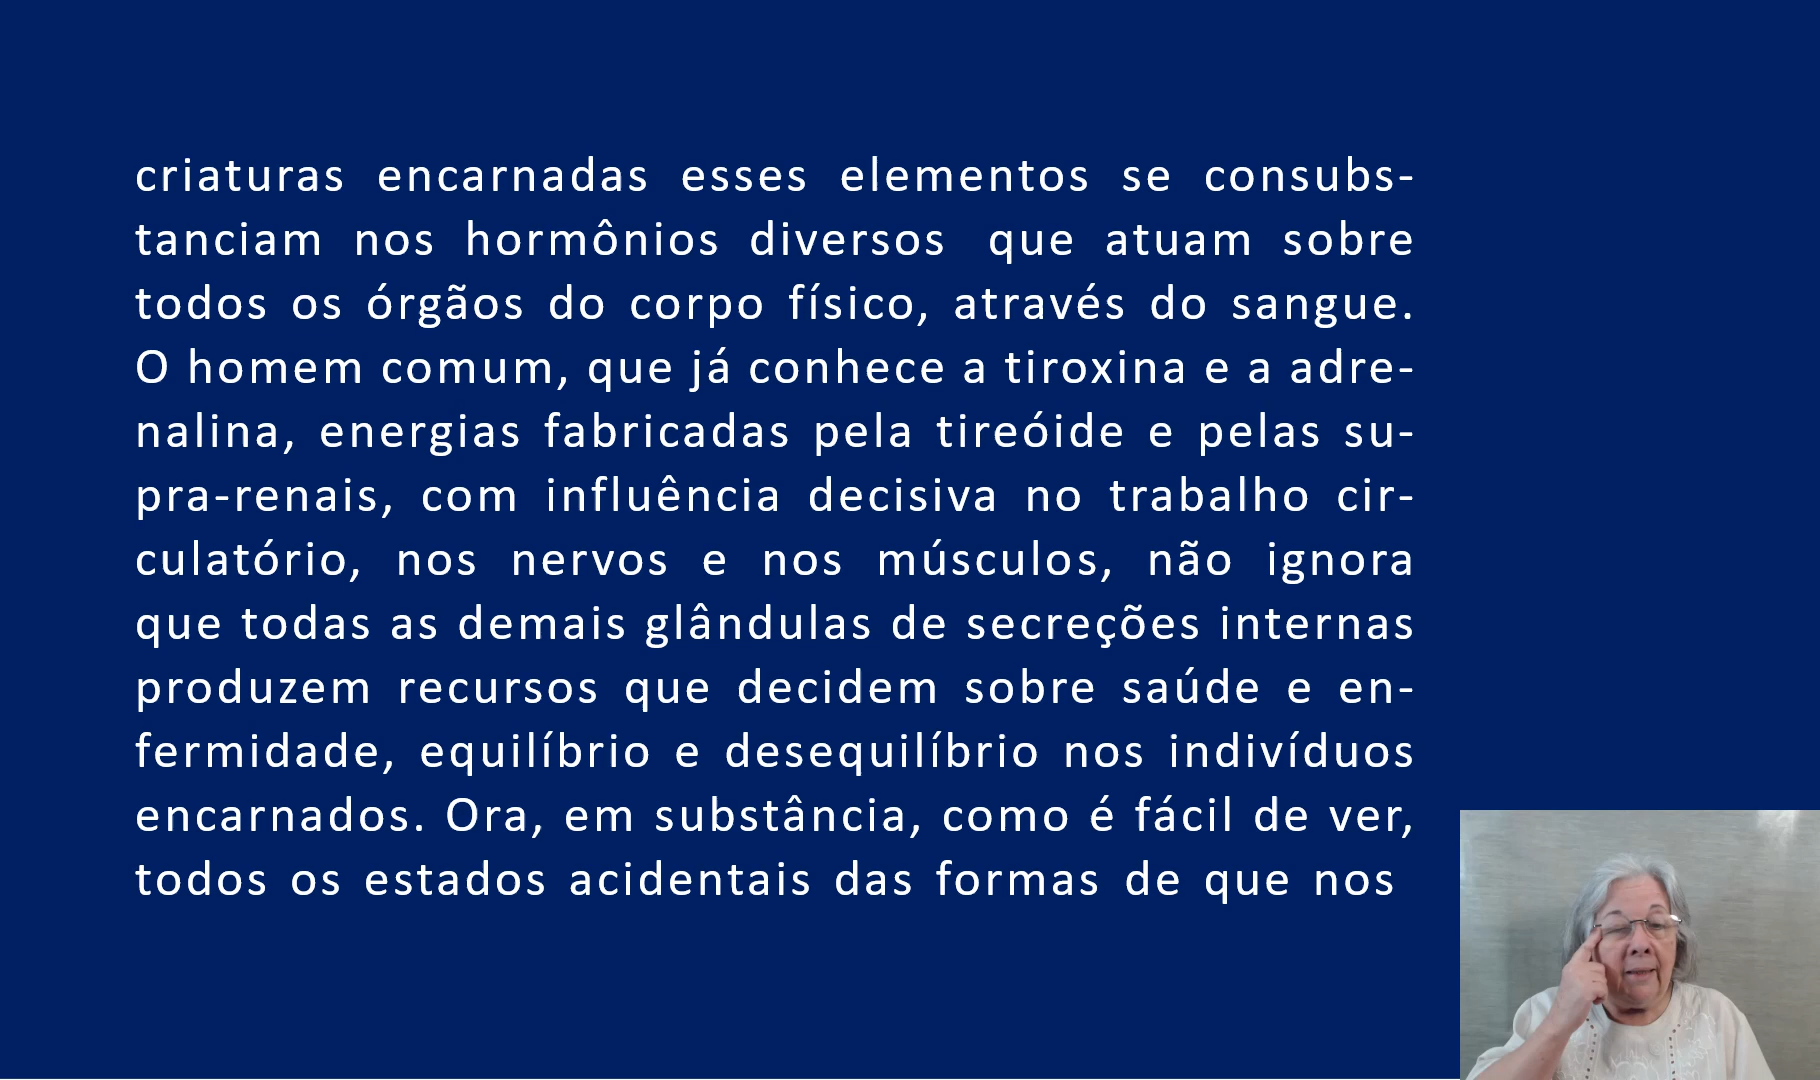 criaturas encarnadas esses elementos se consubs-
tanciam nos hormônios diversos que atuam sobre
todos os órgãos do corpo físico, através do sangue.
O homem comum, que já conhece a tiroxina e a adre-
nalina, energias fabricadas pela tireóide e pelas su-
pra-renais, com influência decisiva no trabalho cir-
culatório, nos nervos e nos músculos, não ignora
que todas as demais glândulas de secreções internas
produzem recursos que decidem sobre saúde e en-
fermidade, equilíbrio e desequilíbrio nos indivíduos
encarnados. Ora, em substância, como é fácil de ver,
todos os estados acidentais das formas de que nos